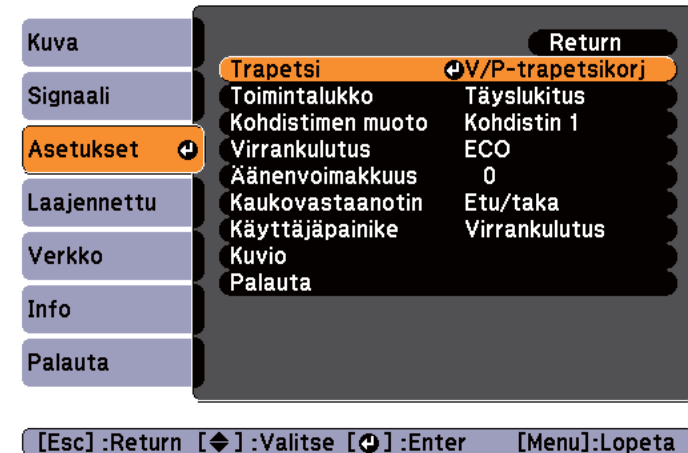 Kuva
Signaali
Asetukset
Laajennettu
Verkko
Info
Palauta
Return
Trapetsi V/P-trapetsikorj
Toimintalukko Täyslukitus
Kohdistimen muoto Kohdistin 1
Virrankulutus ECO
Äänenvoimakkuus 0
Kaukovastaanotin Etu/taka
Käyttäjäpainike Virrankulutus
Kuvio
Palauta
[Esc] :Return [◆] :Valitse [⏎] :Enter [Menu]:Lopeta